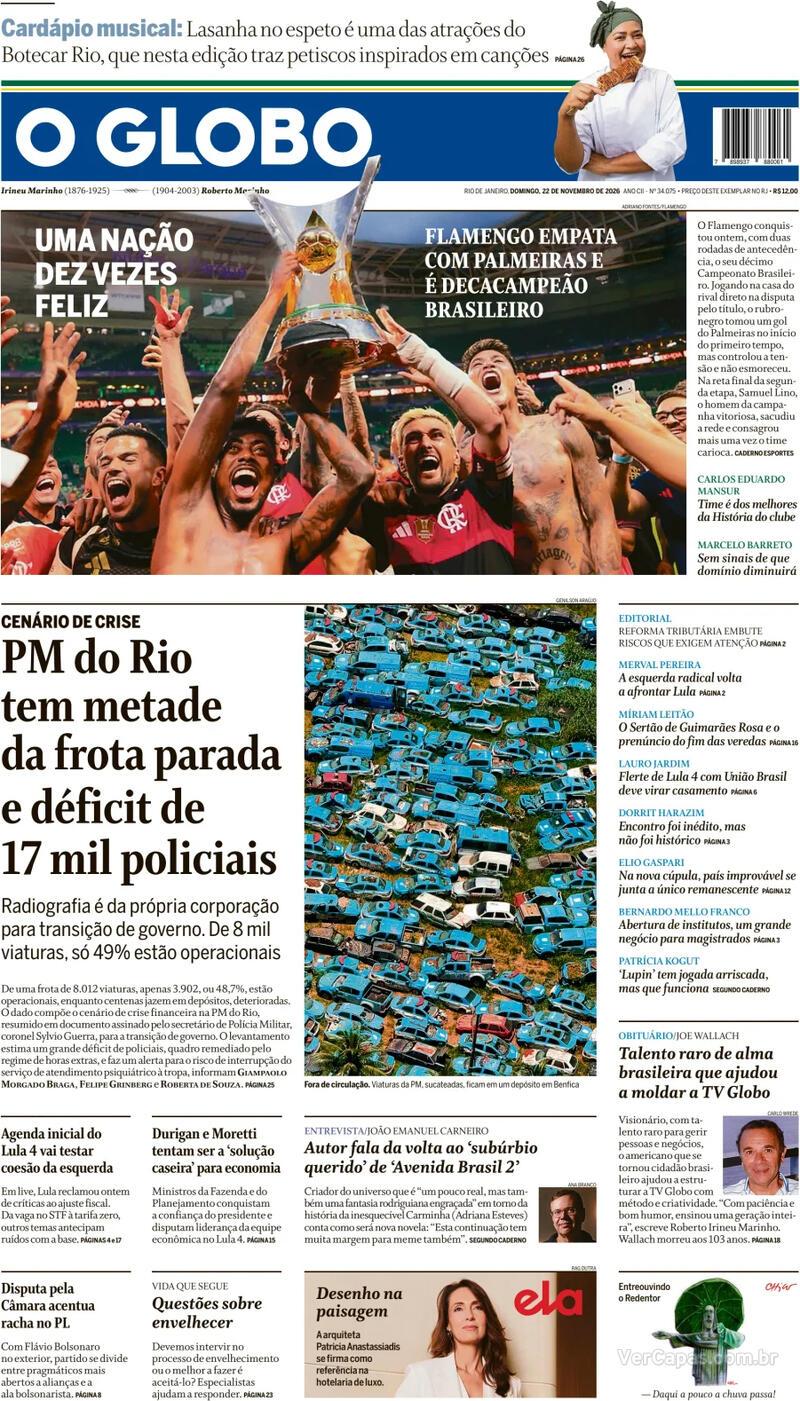 Cardápio musical: Lasanha no espeto é uma das atrações do
Botecar Rio, que nesta edição traz petiscos inspirados em canções PÁGINA 26
O GLOBO
7 898937 880061
Irineu Marinho (1876-1925) (1904-2003) Roberto Marinho
RIO DE JANEIRO, DOMINGO, 22 DE NOVEMBRO DE 2026 ANO CII - Nº 34.075 • PREÇO DESTE EXEMPLAR NO RJ • R$ 12,00
ADRIANO FONTES/FLAMENGO
UMA NAÇÃO
DEZ VEZES
FELIZ
FLAMENGO EMPATA
COM PALMEIRAS E
É DECACAMPEÃO
BRASILEIRO
O Flamengo conquis-
tou ontem, com duas
rodadas de antecedên-
cia, o seu décimo
Campeonato Brasilei-
ro. Jogando na casa do
rival direto na disputa
pelo título, o rubro-
negro tomou um gol
do Palmeiras no início
do primeiro tempo,
mas controlou a ten-
são e não esmoreceu.
Na reta final da segun-
da etapa, Samuel Lino,
o homem da campa-
nha vitoriosa, sacudiu
a rede e consagrou
mais uma vez o time
carioca. CADERNO ESPORTES
CARLOS EDUARDO
MANSUR
Time é dos melhores
da História do clube
MARCELO BARRETO
Sem sinais de que
domínio diminuirá
CENÁRIO DE CRISE
PM do Rio
tem metade
da frota parada
e déficit de
17 mil policiais
Radiografia é da própria corporação
para transição de governo. De 8 mil
viaturas, só 49% estão operacionais
De uma frota de 8.012 viaturas, apenas 3.902, ou 48,7%, estão
operacionais, enquanto centenas jazem em depósitos, deterioradas.
O dado compõe o cenário de crise financeira na PM do Rio,
resumido em documento assinado pelo secretário de Polícia Militar,
coronel Sylvio Guerra, para a transição de governo. O levantamento
estima um grande déficit de policiais, quadro remediado pelo
regime de horas extras, e faz um alerta para o risco de interrupção do
serviço de atendimento psiquiátrico à tropa, informam GIAMPAOLO
MORGADO BRAGA, FELIPE GRINBERG E ROBERTA DE SOUZA. PÁGINA 25
GENILSON ARAÚJO
Fora de circulação. Viaturas da PM, sucateadas, ficam em um depósito em Benfica
EDITORIAL
REFORMA TRIBUTÁRIA EMBUTE
RISCOS QUE EXIGEM ATENÇÃO PÁGINA 2
MERVAL PEREIRA
A esquerda radical volta
a afrontar Lula PÁGINA 2
MÍRIAM LEITÃO
O Sertão de Guimarães Rosa e o
prenúncio do fim das veredas PÁGINA 16
LAURO JARDIM
Flerte de Lula 4 com União Brasil
deve virar casamento PÁGINA 6
DORRIT HARAZIM
Encontro foi inédito, mas
não foi histórico PÁGINA 3
ELIO GASPARI
Na nova cúpula, país improvável se
junta a único remanescente PÁGINA 12
BERNARDO MELLO FRANCO
Abertura de institutos, um grande
negócio para magistrados PÁGINA 3
PATRÍCIA KOGUT
‘Lupin’ tem jogada arriscada,
mas que funciona SEGUNDO CADERNO
OBITUÁRIO/JOE WALLACH
Talento raro de alma
brasileira que ajudou
a moldar a TV Globo
CARLO WREDE
Visionário, com ta-
lento raro para gerir
pessoas e negócios,
o americano que se
tornou cidadão brasi-
leiro ajudou a estru-
turar a TV Globo com
método e criatividade. “Com paciência e
bom humor, ensinou uma geração intei-
ra”, escreve Roberto Irineu Marinho.
Wallach morreu aos 103 anos. PÁGINA 18
Agenda inicial do
Lula 4 vai testar
coesão da esquerda
Em live, Lula reclamou ontem
de críticas ao ajuste fiscal.
Da vaga no STF à tarifa zero,
outros temas antecipam
ruídos com a base. PÁGINAS 4 e 17
Durigan e Moretti
tentam ser a ‘solução
caseira’ para economia
Ministros da Fazenda e do
Planejamento conquistam
a confiança do presidente e
disputam liderança da equipe
econômica no Lula 4. PÁGINA 15
ENTREVISTA/JOÃO EMANUEL CARNEIRO
Autor fala da volta ao ‘subúrbio
querido’ de ‘Avenida Brasil 2’
ANA BRANCO
Criador do universo que é “um pouco real, mas tam-
bém uma fantasia rodriguiana engraçada” em torno da
história da inesquecível Carminha (Adriana Esteves)
conta como será nova novela: “Esta continuação tem
muita margem para meme também”. SEGUNDO CADERNO
Disputa pela
Câmara acentua
racha no PL
Com Flávio Bolsonaro
no exterior, partido se divide
entre pragmáticos mais
abertos a alianças e a
ala bolsonarista. PÁGINA 8
VIDA QUE SEGUE
Questões sobre
envelhecer
Devemos intervir no
processo de envelhecimento
ou o melhor a fazer é
aceitá-lo? Especialistas
ajudam a responder. PÁGINA 23
RAG DUTRA
Desenho na
paisagem
A arquiteta
Patricia Anastassiadis
se firma como
referência na
hotelaria de luxo.
ela
Entreouvindo
o Redentor
VerCapas.com.br
— Daqui a pouco a chuva passa!